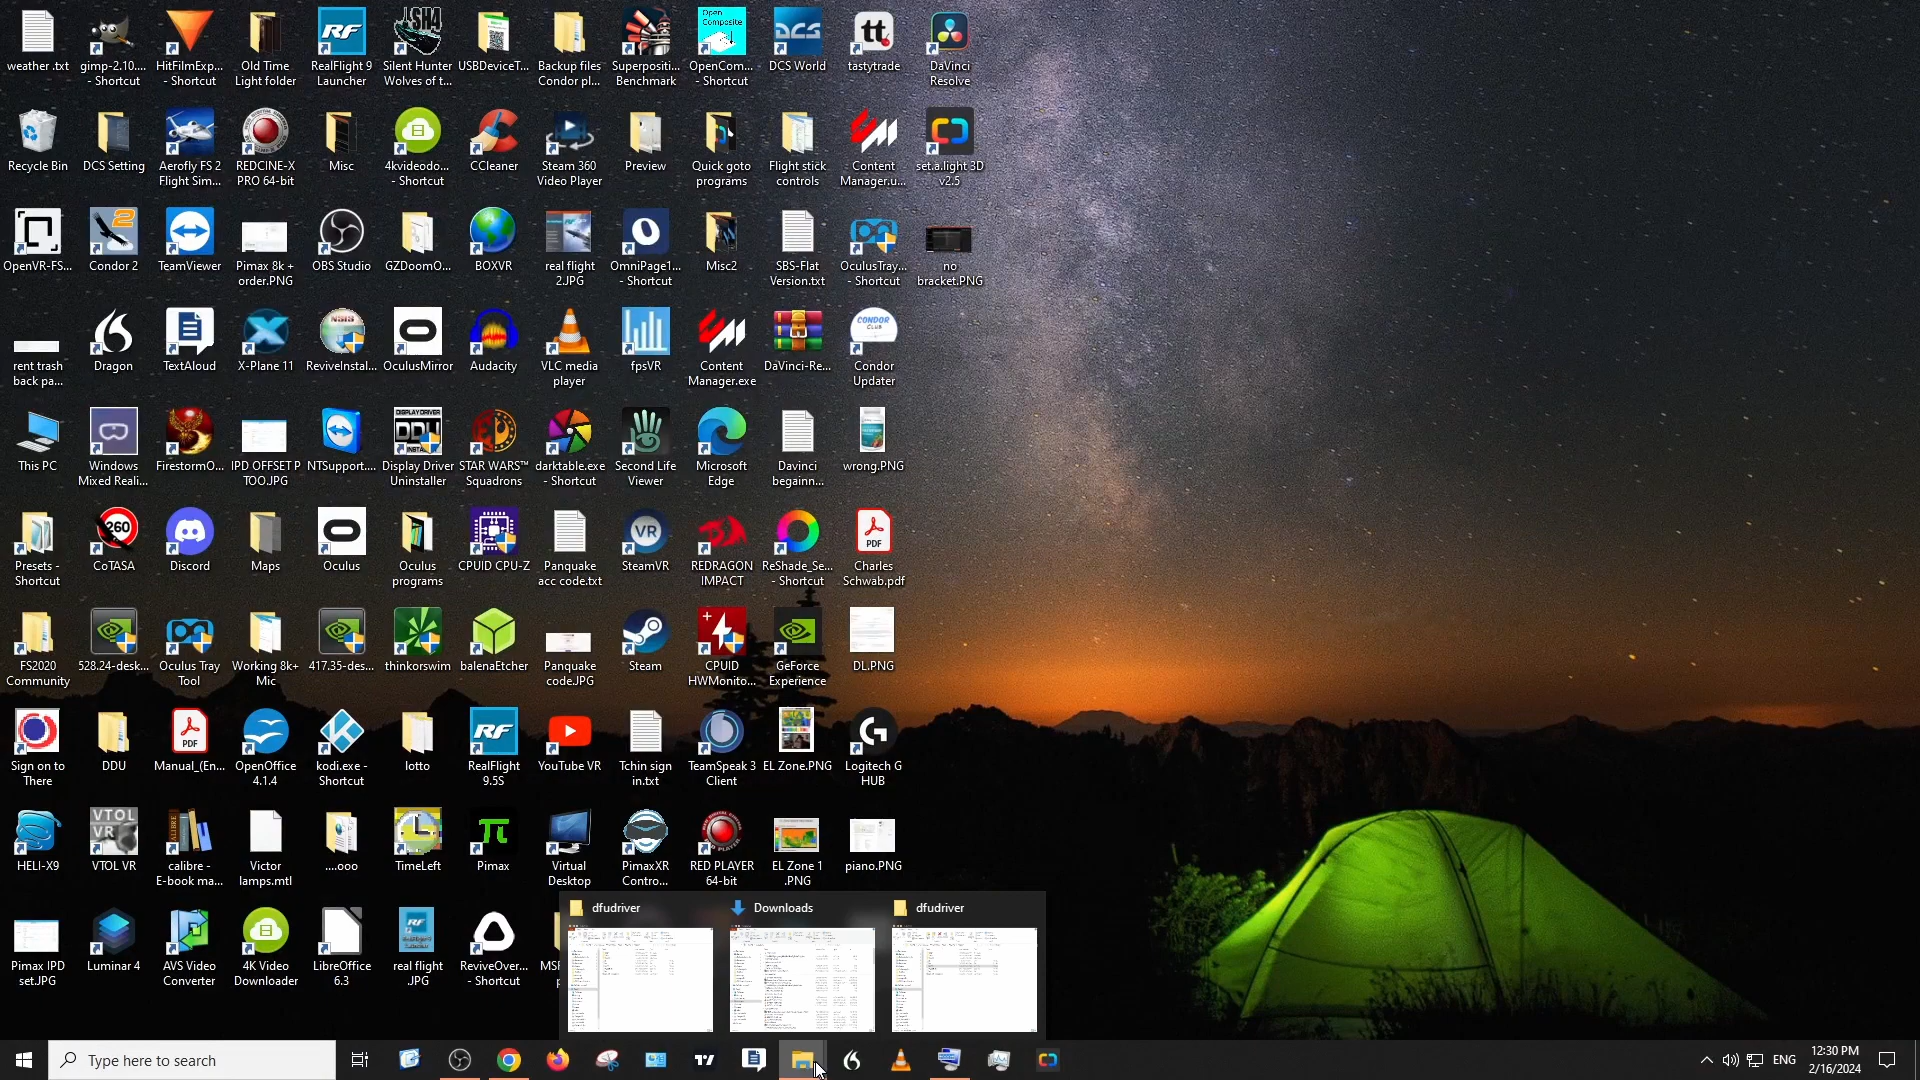 weather .txt
gimp-2.10....
- Shortcut
HitFilmExp...
- Shortcut
Old Time
Light folder
RealFlight 9
Launcher
Silent Hunter
Wolves of t...
USBDeviceT...
Backup files
Condor pl...
Superpositi...
Benchmark
OpenCom...
- Shortcut
DCS World
tastytrade
DaVinci
Resolve
Recycle Bin
DCS Setting
Aerofly FS 2
Flight Sim...
REDCINE-X
PRO 64-bit
Misc
4kvideodo...
- Shortcut
CCleaner
Steam 360
Video Player
Preview
Quick goto
programs
Flight stick
controls
Content
Manager.u...
set.a.light 3D
v2.5
OpenVR-FS...
Condor 2
TeamViewer
Pimax 8k +
order.PNG
OBS Studio
GZDoomO...
BOXVR
real flight
2.JPG
OmniPage1...
- Shortcut
Misc2
SBS-Flat
Version.txt
OculusTray...
- Shortcut
no
bracket.PNG
rent trash
back pa...
Dragon
TextAloud
X-Plane 11
ReviveInstal...
OculusMirror
Audacity
VLC media
player
fpsVR
Content
Manager.exe
DaVinci-Re...
Condor
Updater
This PC
Windows
Mixed Reali...
FirestormO...
IPD OFFSET P
TOO.JPG
NTSupport....
Display Driver
Uninstaller
STAR WARS™
Squadrons
darktable.exe
- Shortcut
Second Life
Viewer
Microsoft
Edge
Davinci
begainn...
wrong.PNG
Presets -
Shortcut
CoTASA
Discord
Maps
Oculus
Oculus
programs
CPUID CPU-Z
Panquake
acc code.txt
SteamVR
REDRAGON
IMPACT
ReShade_Se...
- Shortcut
Charles
Schwab.pdf
FS2020
Community
528.24-desk...
Oculus Tray
Tool
Working 8k+
Mic
417.35-des...
thinkorswim
balenaEtcher
Panquake
code.JPG
Steam
CPUID
HWMonito...
GeForce
Experience
DL.PNG
Sign on to
There
DDU
Manual_(En...
OpenOffice
4.1.4
kodi.exe -
Shortcut
lotto
RealFlight
9.5S
YouTube VR
Tchin sign
in.txt
TeamSpeak 3
Client
EL Zone.PNG
Logitech G
HUB
HELI-X9
VTOL VR
calibre -
E-book ma...
Victor
lamps.mtl
....ooo
TimeLeft
Pimax
Virtual
Desktop
PimaxXR
Contro...
RED PLAYER
64-bit
EL Zone 1
.PNG
piano.PNG
Pimax IPD
set.JPG
Luminar 4
AVS Video
Converter
4K Video
Downloader
LibreOffice
6.3
real flight
.JPG
ReviveOver...
- Shortcut
dfudriver
Downloads
dfudriver
Type here to search
ENG
12:30 PM
2/16/2024